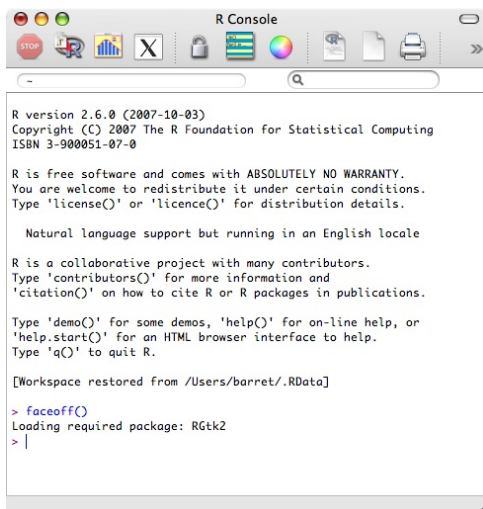 R Console
STOP
R
X
R
»
~
R version 2.6.0 (2007-10-03)
Copyright (C) 2007 The R Foundation for Statistical Computing
ISBN 3-900051-07-0
R is free software and comes with ABSOLUTELY NO WARRANTY.
You are welcome to redistribute it under certain conditions.
Type 'license()' or 'licence()' for distribution details.
Natural language support but running in an English locale
R is a collaborative project with many contributors.
Type 'contributors()' for more information and
'citation()' on how to cite R or R packages in publications.
Type 'demo()' for some demos, 'help()' for on-line help, or
'help.start()' for an HTML browser interface to help.
Type 'q()' to quit R.
[Workspace restored from /Users/barret/.RData]
> faceoff()
Loading required package: RGtk2
>